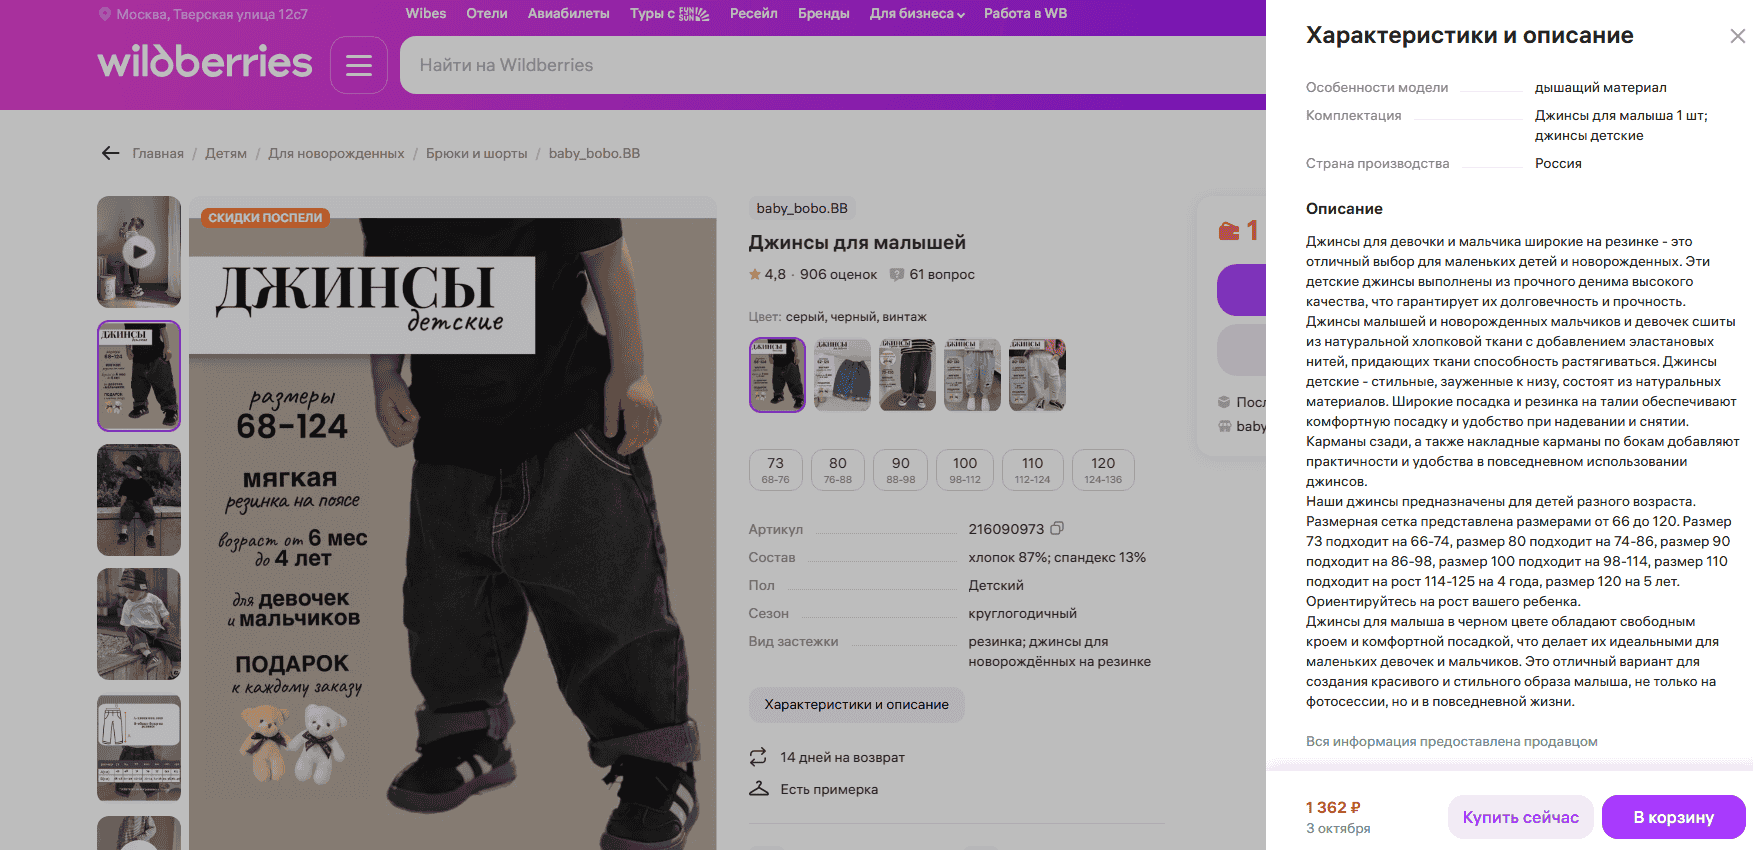 Москва, Тверская улица 12с7
Wibes Отели Авиабилеты Туры с FUN&SUN Ресейл Бренды Для бизнеса Работа в WB
wildberries
Найти на Wildberries
Главная / Детям / Для новорожденных / Брюки и шорты / baby_bobo.BB
СКИДКИ ПОСПЕЛИ
ДЖИНСЫ
детские
размеры
68-124
мягкая
резинка на поясе
возраст от 6 мес
до 4 лет
для девочек
и мальчиков
ПОДАРОК
к каждому заказу
baby_bobo.BB
Джинсы для малышей
4,8 · 906 оценок 61 вопрос
Цвет: серый, черный, винтаж
73 80 90 100 110 120
68-76 76-88 88-98 98-112 112-124 124-136
Артикул 216090973
Состав хлопок 87%; спандекс 13%
Пол Детский
Сезон круглогодичный
Вид застежки резинка; джинсы для
новорождённых на резинке
Характеристики и описание
14 дней на возврат
Есть примерка
1
Посл
baby
Характеристики и описание
Особенности модели дышащий материал
Комплектация Джинсы для малыша 1 шт;
джинсы детские
Страна производства Россия
Описание
Джинсы для девочки и мальчика широкие на резинке - это
отличный выбор для маленьких детей и новорожденных. Эти
детские джинсы выполнены из прочного денима высокого
качества, что гарантирует их долговечность и прочность.
Джинсы малышей и новорожденных мальчиков и девочек сшиты
из натуральной хлопковой ткани с добавлением эластановых
нитей, придающих ткани способность растягиваться. Джинсы
детские - стильные, зауженные к низу, состоят из натуральных
материалов. Широкие посадка и резинка на талии обеспечивают
комфортную посадку и удобство при надевании и снятии.
Карманы сзади, а также накладные карманы по бокам добавляют
практичности и удобства в повседневном использовании
джинсов.
Наши джинсы предназначены для детей разного возраста.
Размерная сетка представлена размерами от 66 до 120. Размер
73 подходит на 66-74, размер 80 подходит на 74-86, размер 90
подходит на 86-98, размер 100 подходит на 98-114, размер 110
подходит на рост 114-125 на 4 года, размер 120 на 5 лет.
Ориентируйтесь на рост вашего ребенка.
Джинсы для малыша в черном цвете обладают свободным
кроем и комфортной посадкой, что делает их идеальными для
маленьких девочек и мальчиков. Это отличный вариант для
создания красивого и стильного образа малыша, не только на
фотосессии, но и в повседневной жизни.
Вся информация предоставлена продавцом
1 362 ₽
3 октября
Купить сейчас
В корзину